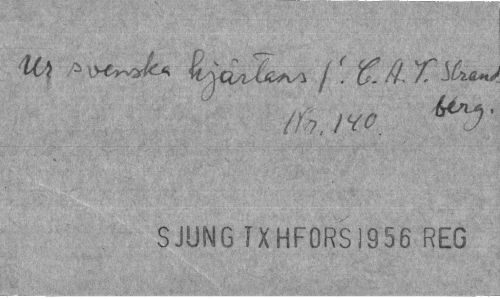 Ur svenska hjärtans /. C. A. V. Strand
berg.
Nr. 140.
SJUNG TXHFORS1956 REG